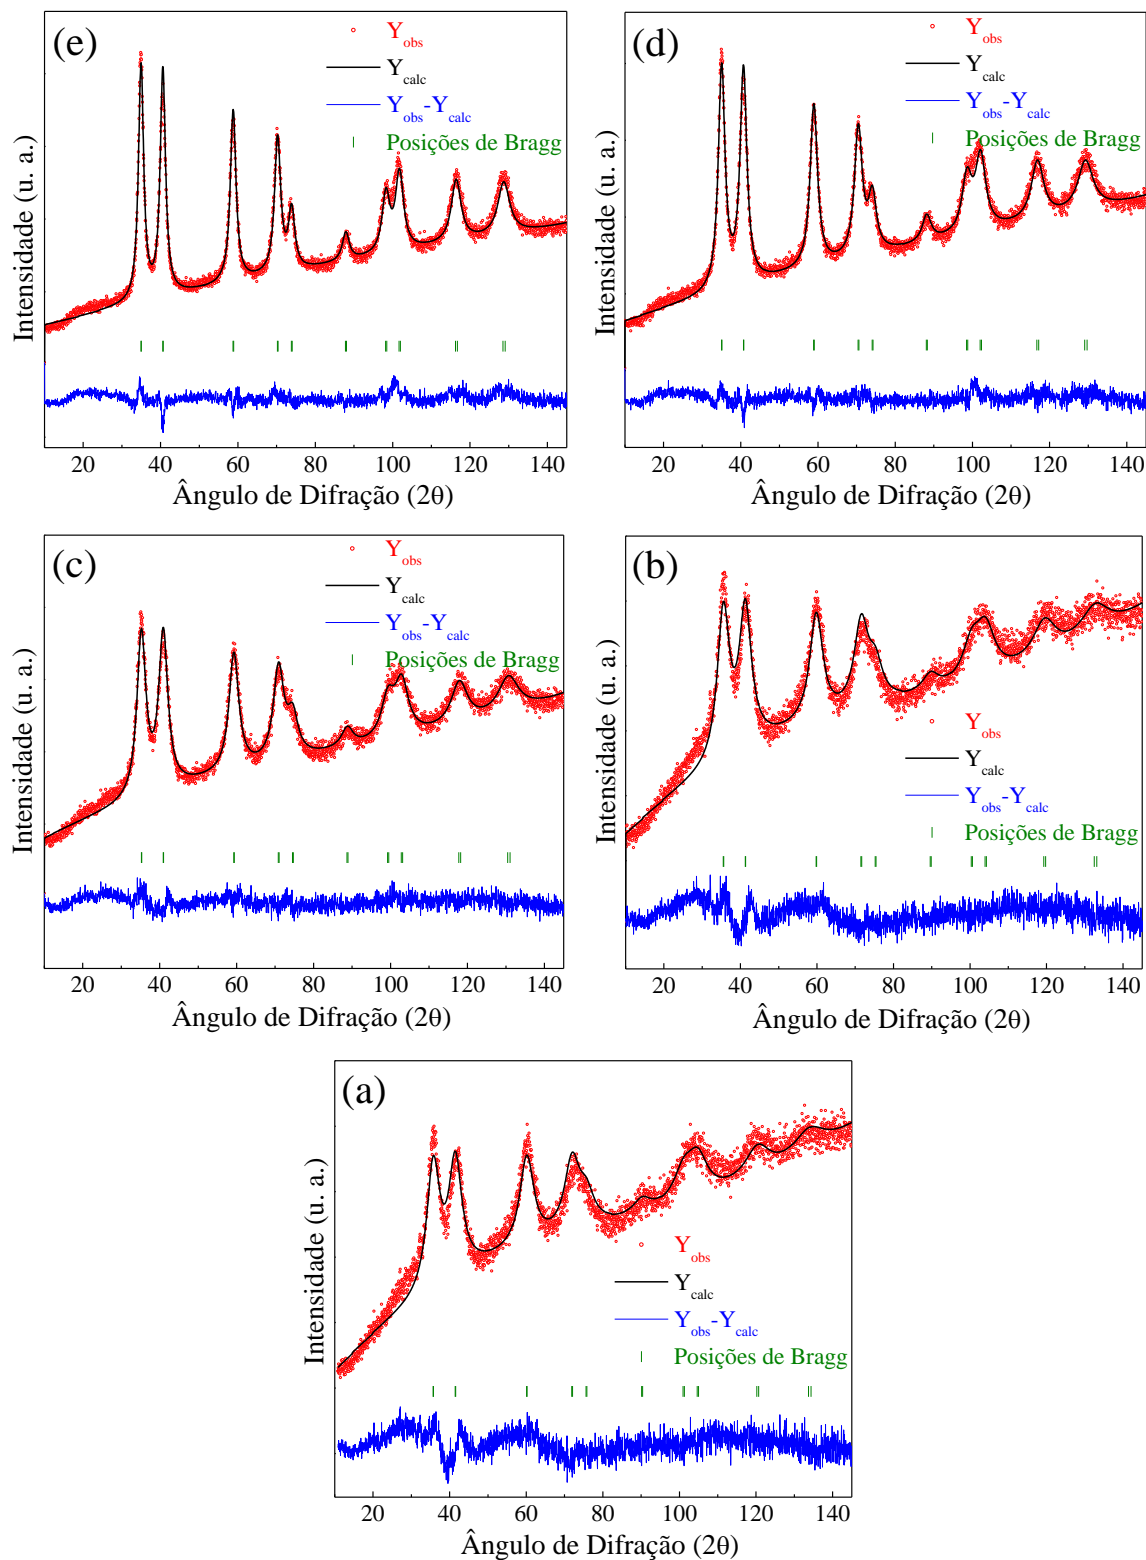 (e)
Y_obs
Y_calc
Y_obs-Y_calc
Posições de Bragg
Intensidade (u. a.)
20 40 60 80 100 120 140
Ângulo de Difração (2θ)
(d)
Y_obs
Y_calc
Y_obs-Y_calc
Posições de Bragg
Intensidade (u. a.)
20 40 60 80 100 120 140
Ângulo de Difração (2θ)
(c)
Y_obs
Y_calc
Y_obs-Y_calc
Posições de Bragg
Intensidade (u. a.)
20 40 60 80 100 120 140
Ângulo de Difração (2θ)
(b)
Y_obs
Y_calc
Y_obs-Y_calc
Posições de Bragg
Intensidade (u. a.)
20 40 60 80 100 120 140
Ângulo de Difração (2θ)
(a)
Y_obs
Y_calc
Y_obs-Y_calc
Posições de Bragg
Intensidade (u. a.)
20 40 60 80 100 120 140
Ângulo de Difração (2θ)